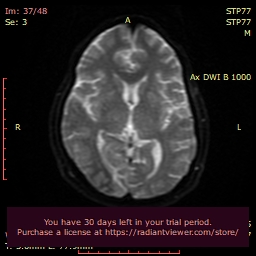 Im: 37/48
Se: 3
A
STP77
STP77
M
Ax DWI B 1000
R
L
You have 30 days left in your trial period.
Purchase a license at https://radiantviewer.com/store/